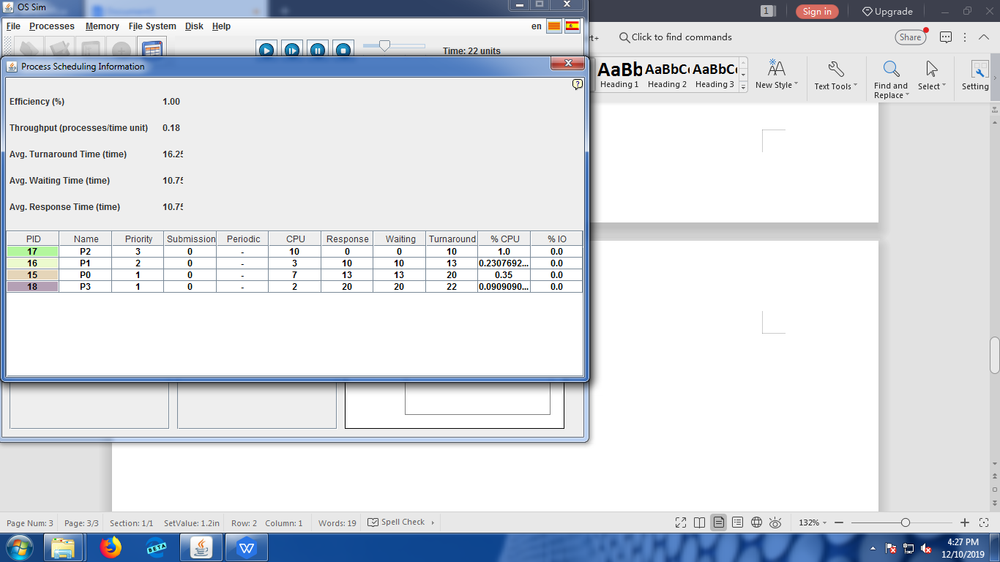 OS Sim
File Processes Memory File System Disk Help
en
Time: 22 units
Process Scheduling Information
Efficiency (%) 1.00
Throughput (processes/time unit) 0.18
Avg. Turnaround Time (time) 16.25
Avg. Waiting Time (time) 10.75
Avg. Response Time (time) 10.75
PID Name Priority Submission Periodic CPU Response Waiting Turnaround % CPU % IO
17 P2 3 0 - 10 0 0 10 1.0 0.0
16 P1 2 0 - 3 10 10 13 0.2307692... 0.0
15 P0 1 0 - 7 13 13 20 0.35 0.0
18 P3 1 0 - 2 20 20 22 0.0909090... 0.0
1 Sign in Upgrade
Click to find commands
Share
AaBb AaBbC AaBbC
Heading 1 Heading 2 Heading 3
New Style
Text Tools
Find and
Replace
Select
Setting
Page Num: 3 Page: 3/3 Section: 1/1 SetValue: 1.2in Row: 2 Column: 1 Words: 19 Spell Check
132%
BETA
4:27 PM
12/10/2019